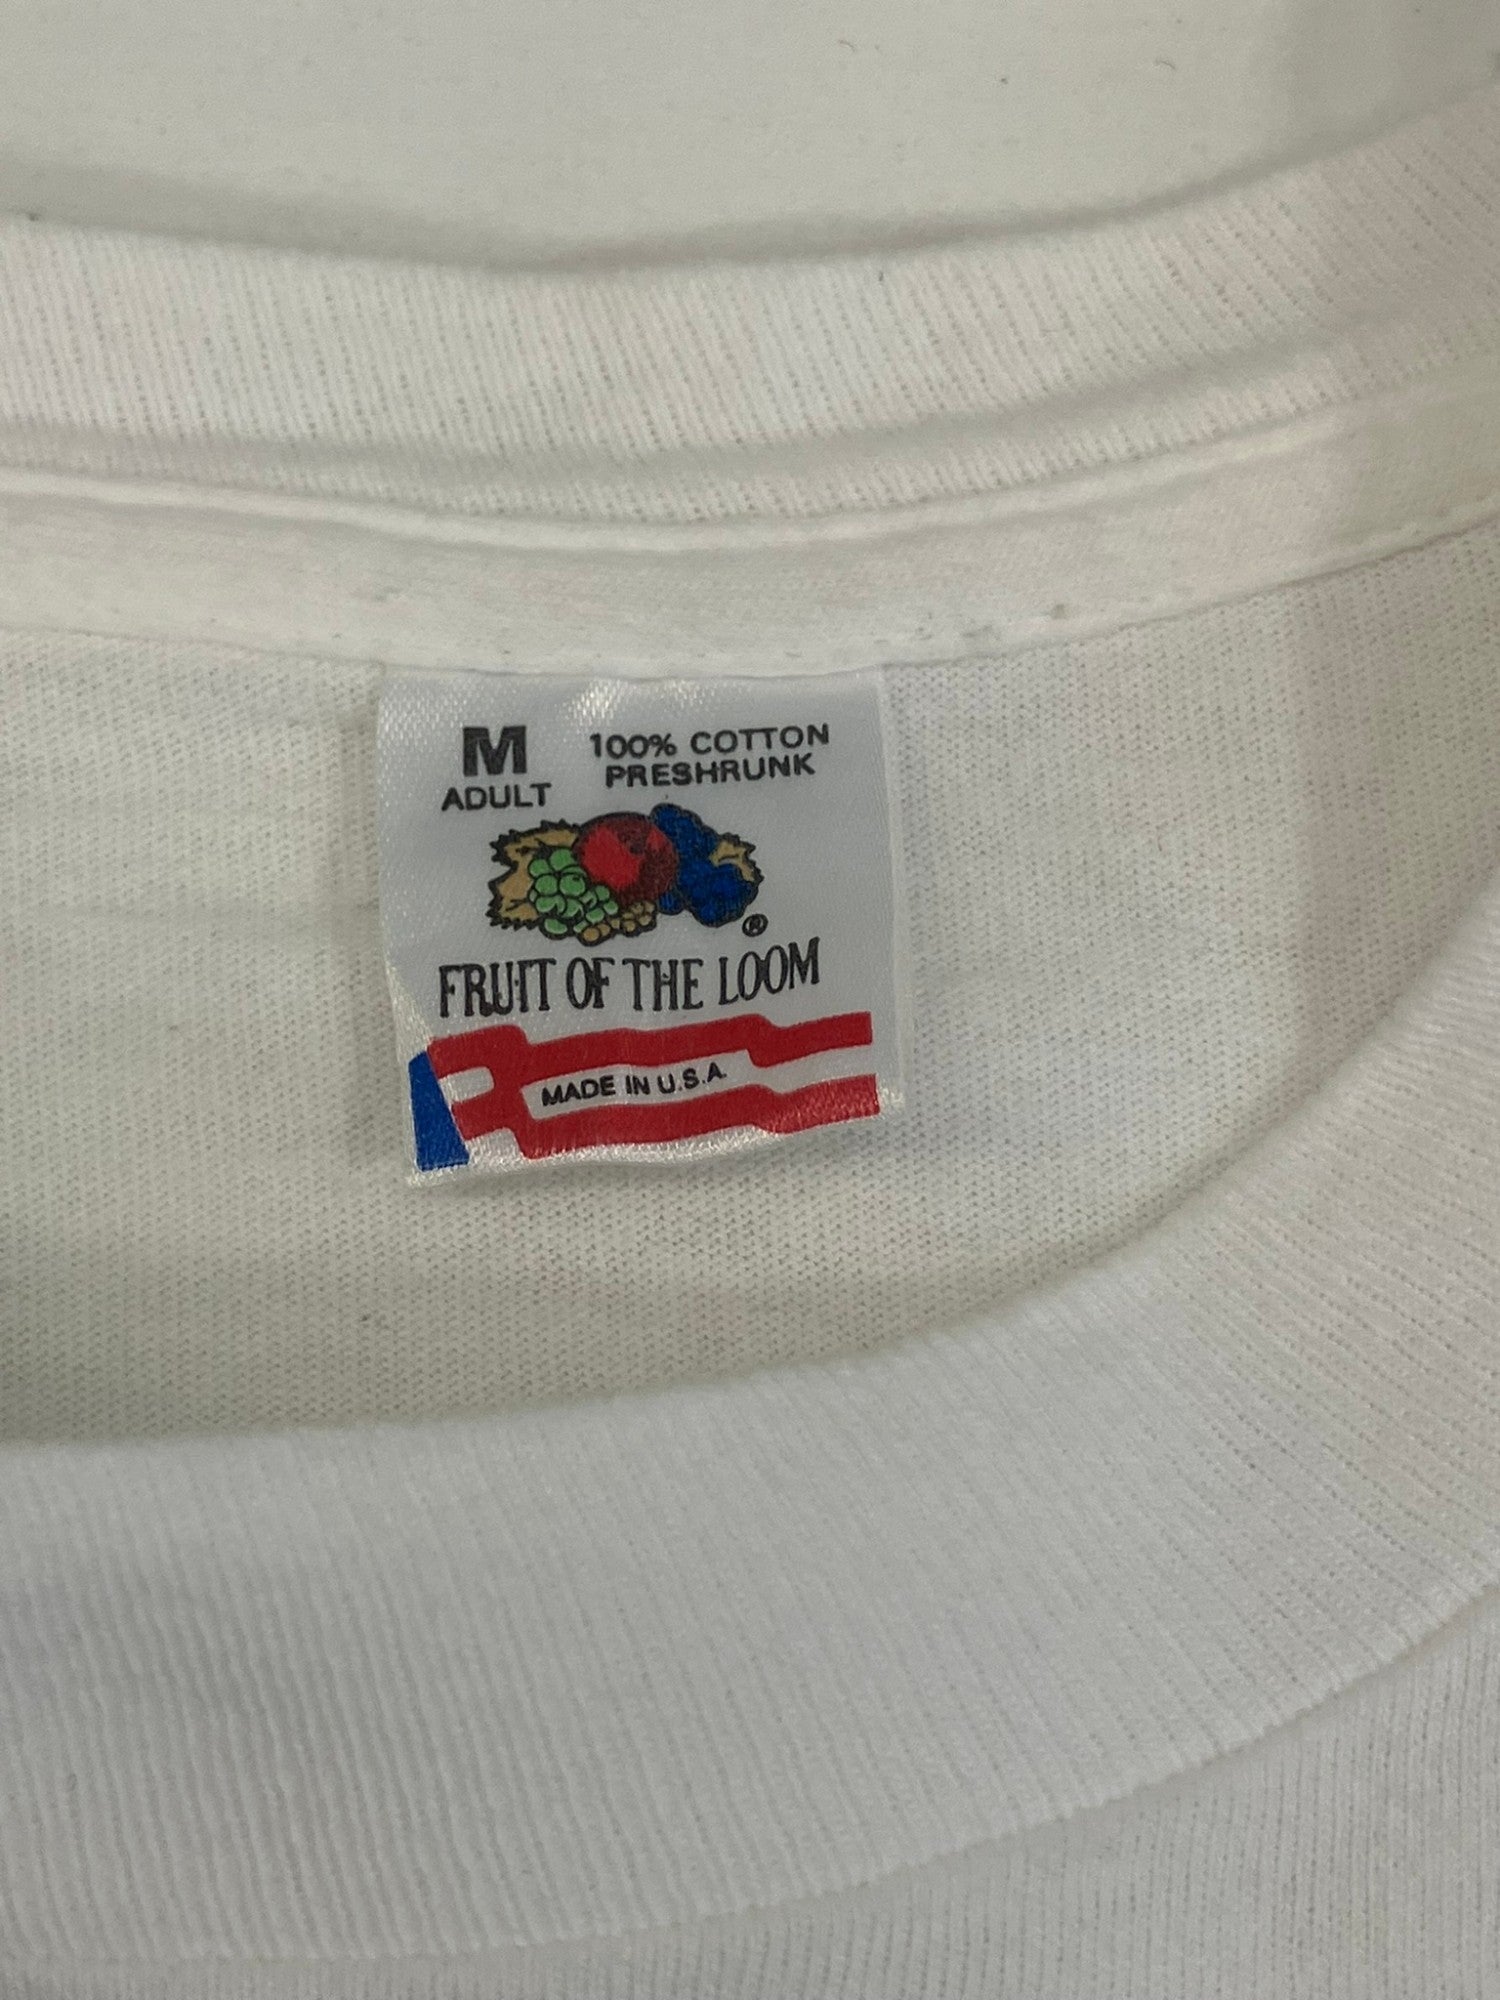 M
ADULT
100% COTTON
PRESHRUNK
®
FRUIT OF THE LOOM
MADE IN U.S.A.